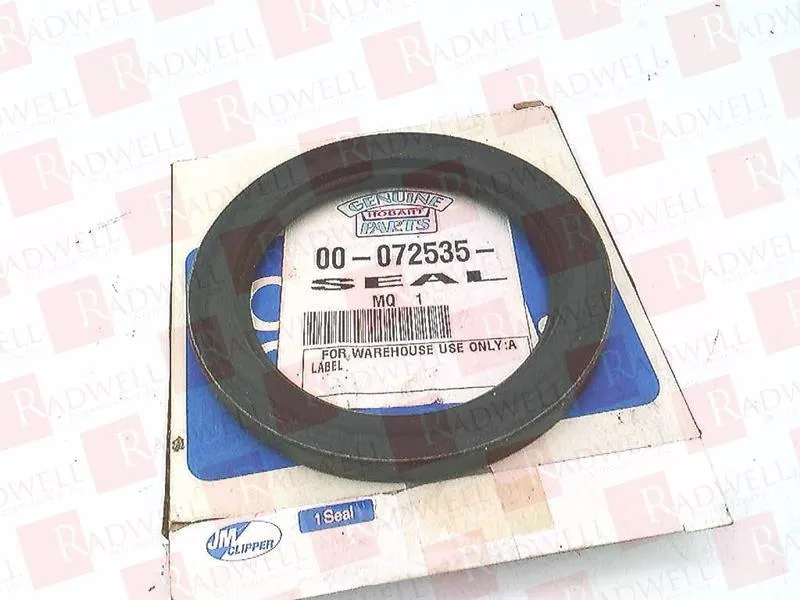 GENUINE
HOBART
PARTS
00-072535-
SEAL
MQ 1
FOR WAREHOUSE USE ONLY:A
LABEL
1 Seal
JM
CLIPPER
RADWELL